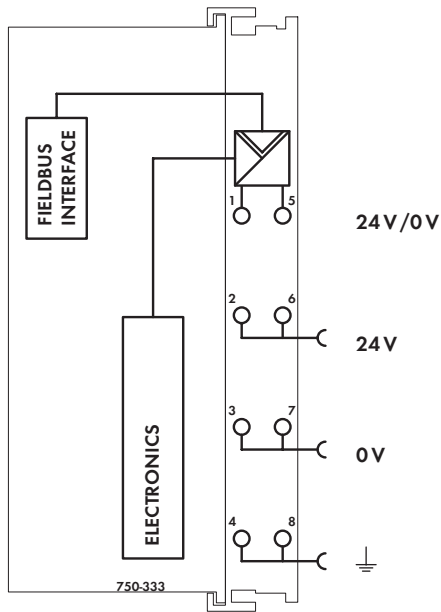 FIELDBUS
INTERFACE
1 5
24V/0V
2 6
24V
3 7
0V
ELECTRONICS
4 8
750-333